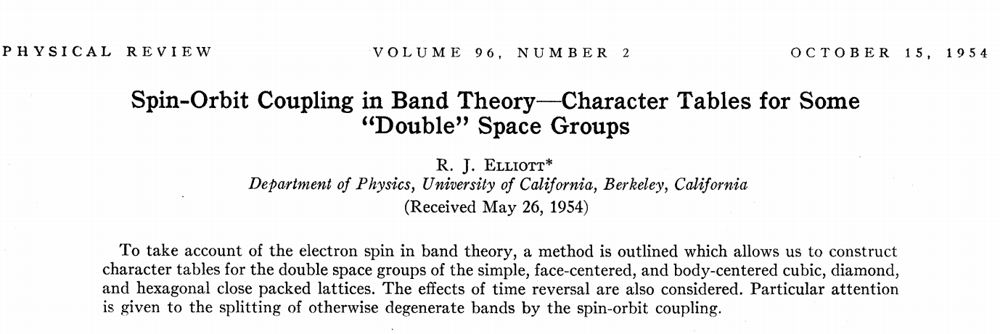 PHYSICAL REVIEW VOLUME 96, NUMBER 2 OCTOBER 15, 1954
Spin-Orbit Coupling in Band Theory—Character Tables for Some
“Double” Space Groups
R. J. Elliott*
Department of Physics, University of California, Berkeley, California
(Received May 26, 1954)
To take account of the electron spin in band theory, a method is outlined which allows us to construct
character tables for the double space groups of the simple, face-centered, and body-centered cubic, diamond,
and hexagonal close packed lattices. The effects of time reversal are also considered. Particular attention
is given to the splitting of otherwise degenerate bands by the spin-orbit coupling.